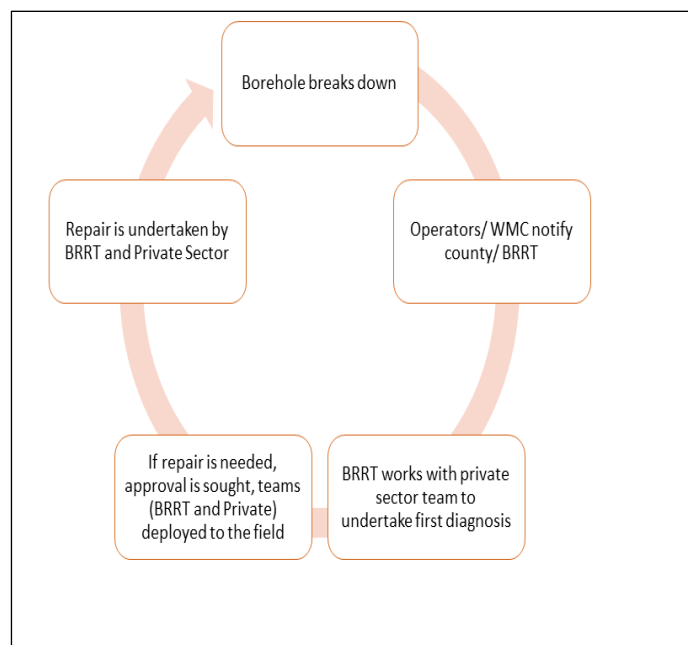 Borehole breaks down
Operators/ WMC notify
county/ BRRT
BRRT works with private
sector team to
undertake first diagnosis
If repair is needed,
approval is sought, teams
(BRRT and Private)
deployed to the field
Repair is undertaken by
BRRT and Private Sector